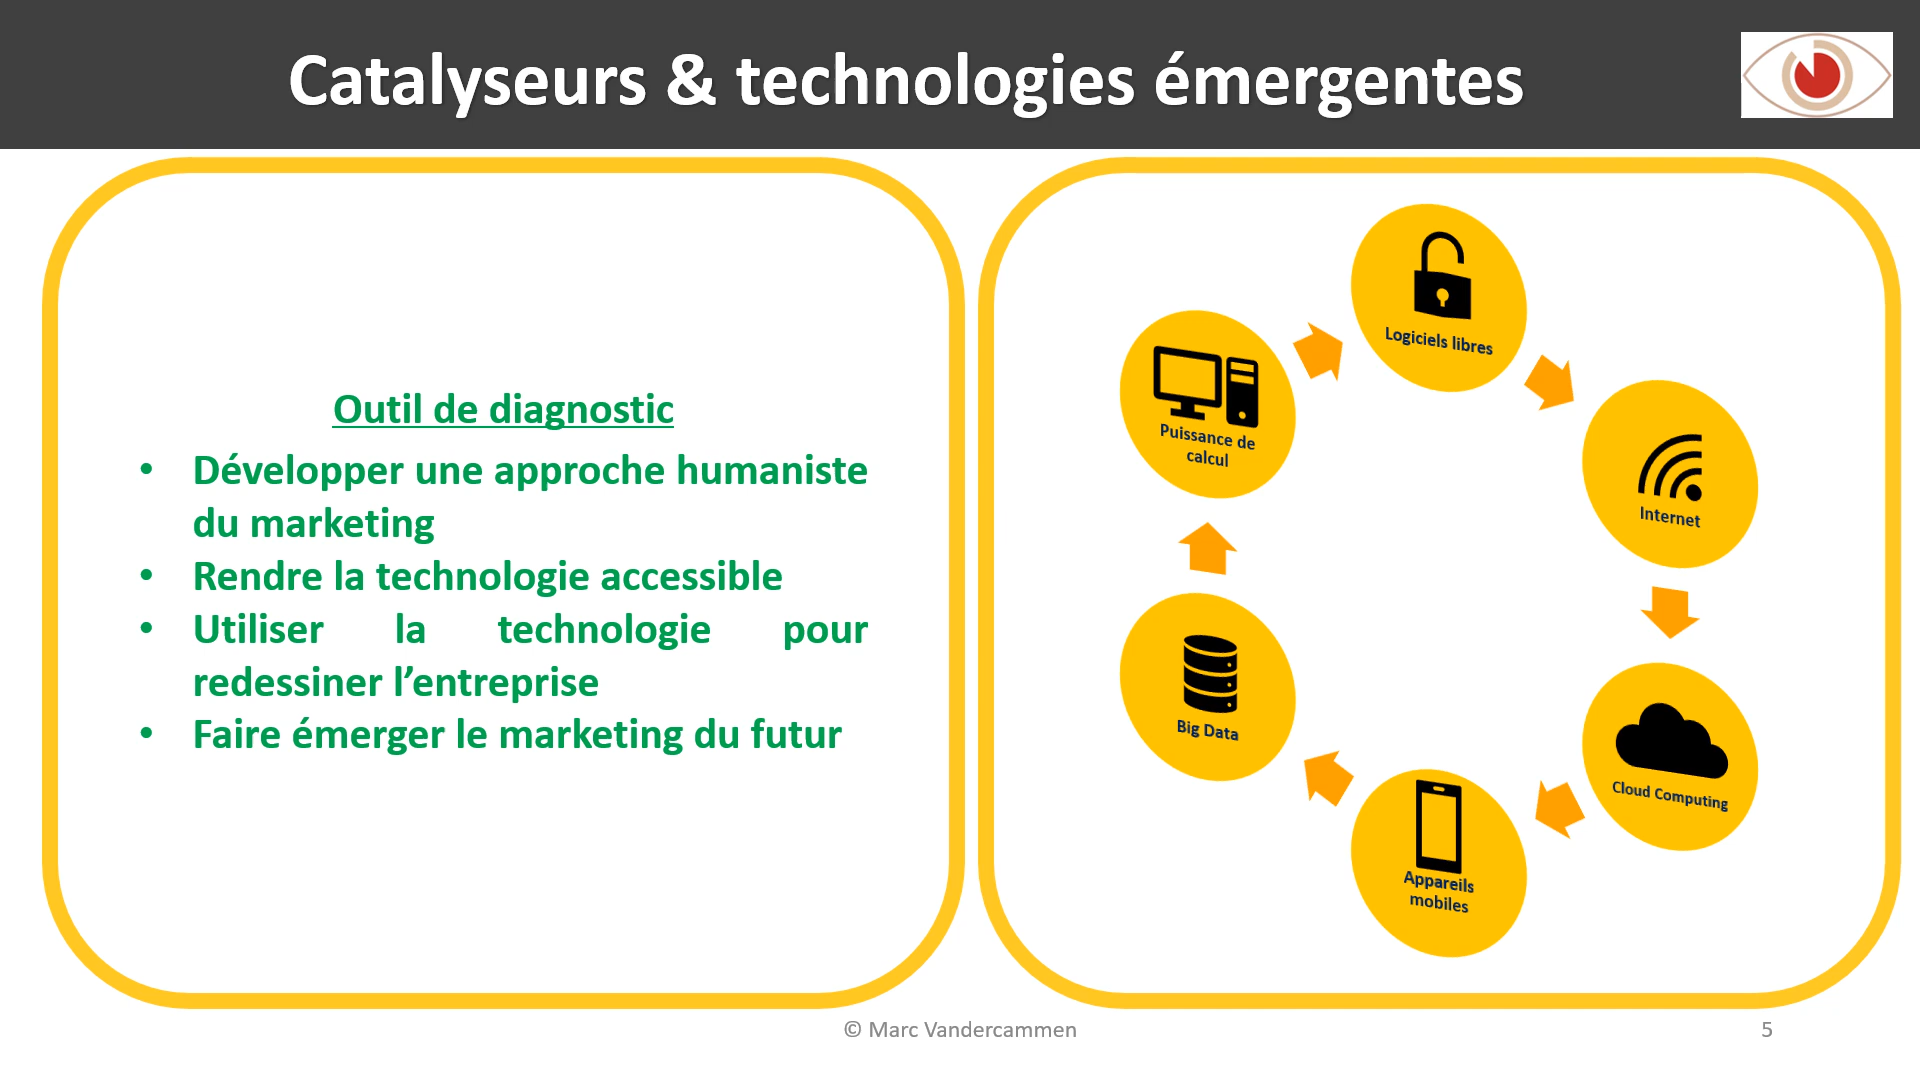 Catalyseurs & technologies émergentes
Outil de diagnostic
• Développer une approche humaniste
du marketing
• Rendre la technologie accessible
• Utiliser la technologie pour
redessiner l’entreprise
• Faire émerger le marketing du futur
Logiciels libres
Internet
Cloud Computing
Appareils
mobiles
Big Data
Puissance de
calcul
© Marc Vandercammen
5